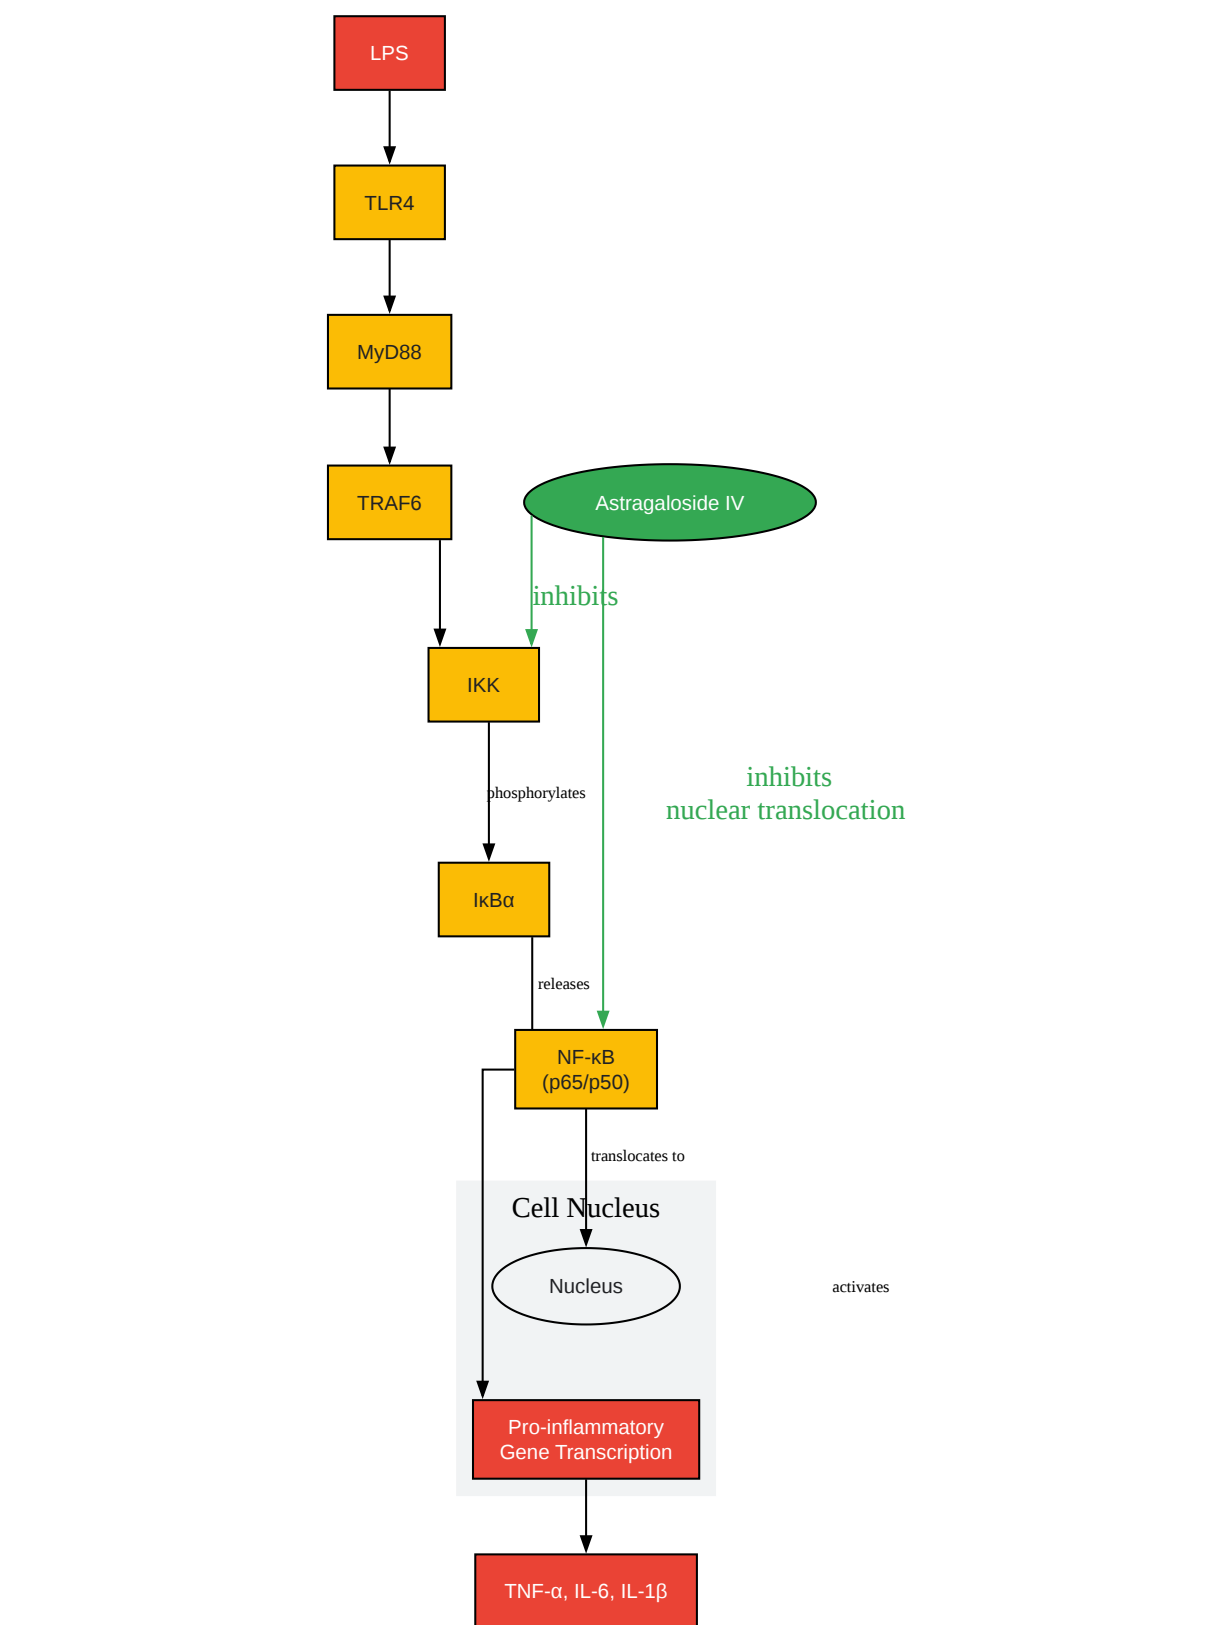 LPS
TLR4
MyD88
TRAF6
Astragaloside IV
inhibits
IKK
inhibits
nuclear translocation
phosphorylates
IκBα
releases
NF-κB
(p65/p50)
translocates to
Cell Nucleus
Nucleus
activates
Pro-inflammatory
Gene Transcription
TNF-α, IL-6, IL-1β